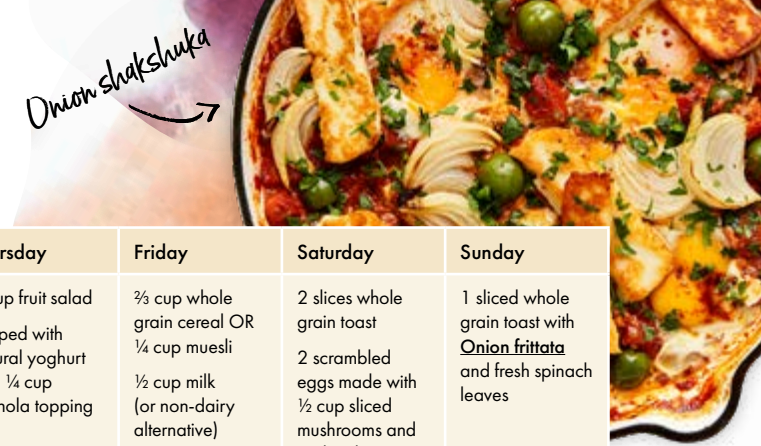 Onion shakshuka
rsday
up fruit salad
ped with
ural yoghurt
¼ cup
nola topping
Friday
⅔ cup whole
grain cereal OR
¼ cup muesli
½ cup milk
(or non-dairy
alternative)
Saturday
2 slices whole
grain toast
2 scrambled
eggs made with
½ cup sliced
mushrooms and
Sunday
1 sliced whole
grain toast with
Onion frittata
and fresh spinach
leaves